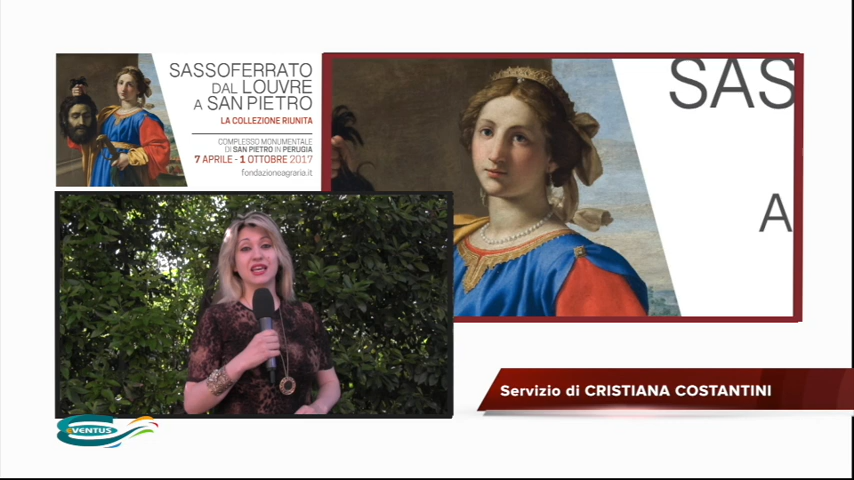 SASSOFERRATO
DAL LOUVRE
A SAN PIETRO
LA COLLEZIONE RIUNITA
COMPLESSO MONUMENTALE
DI SAN PIETRO IN PERUGIA
7 APRILE - 1 OTTOBRE 2017
fondazioneagraria.it
SAS
A
Servizio di CRISTIANA COSTANTINI
eVENTUS